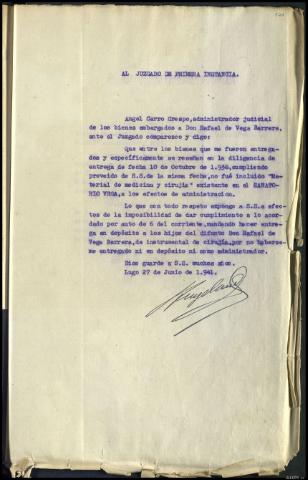 AL JUZGADO DE PRIMERA INSTANCIA.
Angel Carro Crespo, administrador judicial
de los bienes embargados a Don Rafael de Vega Barrera,
ante el Juzgado comparezco y digo:
Que entre los bienes que me fueron entrega-
dos y específicamente se reseñan en la diligencia de
entrega de fecha 18 de Octubre de 1.938, cumpliendo
proveido de S.S. de la misma fecha, no fué incluido "Ma-
terial de medicina y cirujia" existente en el SANATO-
RIO VEGA, a los efectos de administracion.
Lo que con todo respeto expongo a S.S. a efec-
tos de la imposibilidad de dar cumplimiento a lo acor-
dado por auto de 6 del corriente, mandando hacer entre-
ga en depósito a los hijos del difunto Don Rafael de
Vega Barrera, de instrumental de cirujia, por no haberse-
me entregado ni en depósito ni como administrador.
Dios guarde a S.S. muchos años.
Lugo 27 de Junio de 1.941.